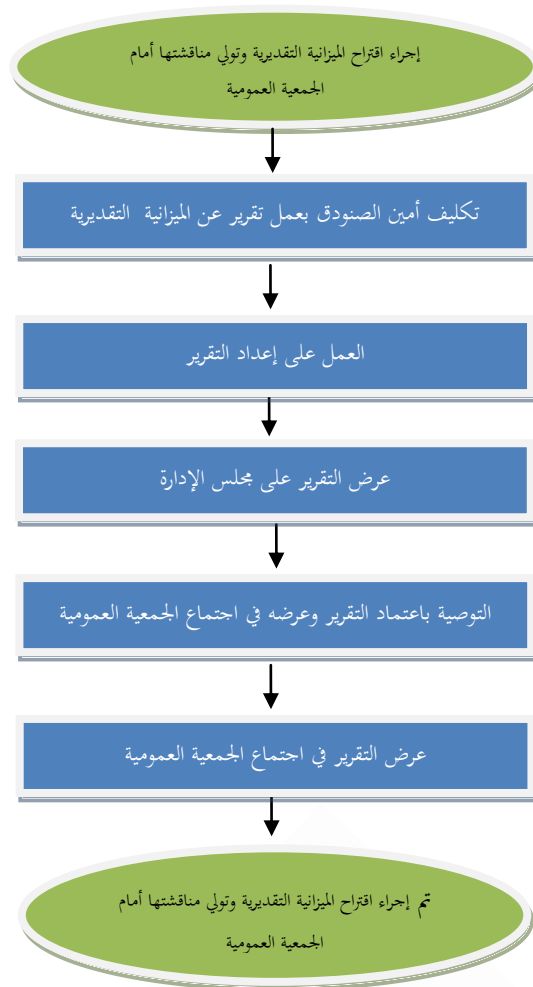 إجراء اقتراح الميزانية التقديرية وتولي مناقشتها أمام
الجمعية العمومية
تكليف أمين الصنودق بعمل تقرير عن الميزانية التقديرية
العمل على إعداد التقرير
عرض التقرير على مجلس الإدارة
التوصية باعتماد التقرير وعرضه في اجتماع الجمعية العمومية
عرض التقرير في اجتماع الجمعية العمومية
تم إجراء اقتراح الميزانية التقديرية وتولي مناقشتها أمام
الجمعية العمومية